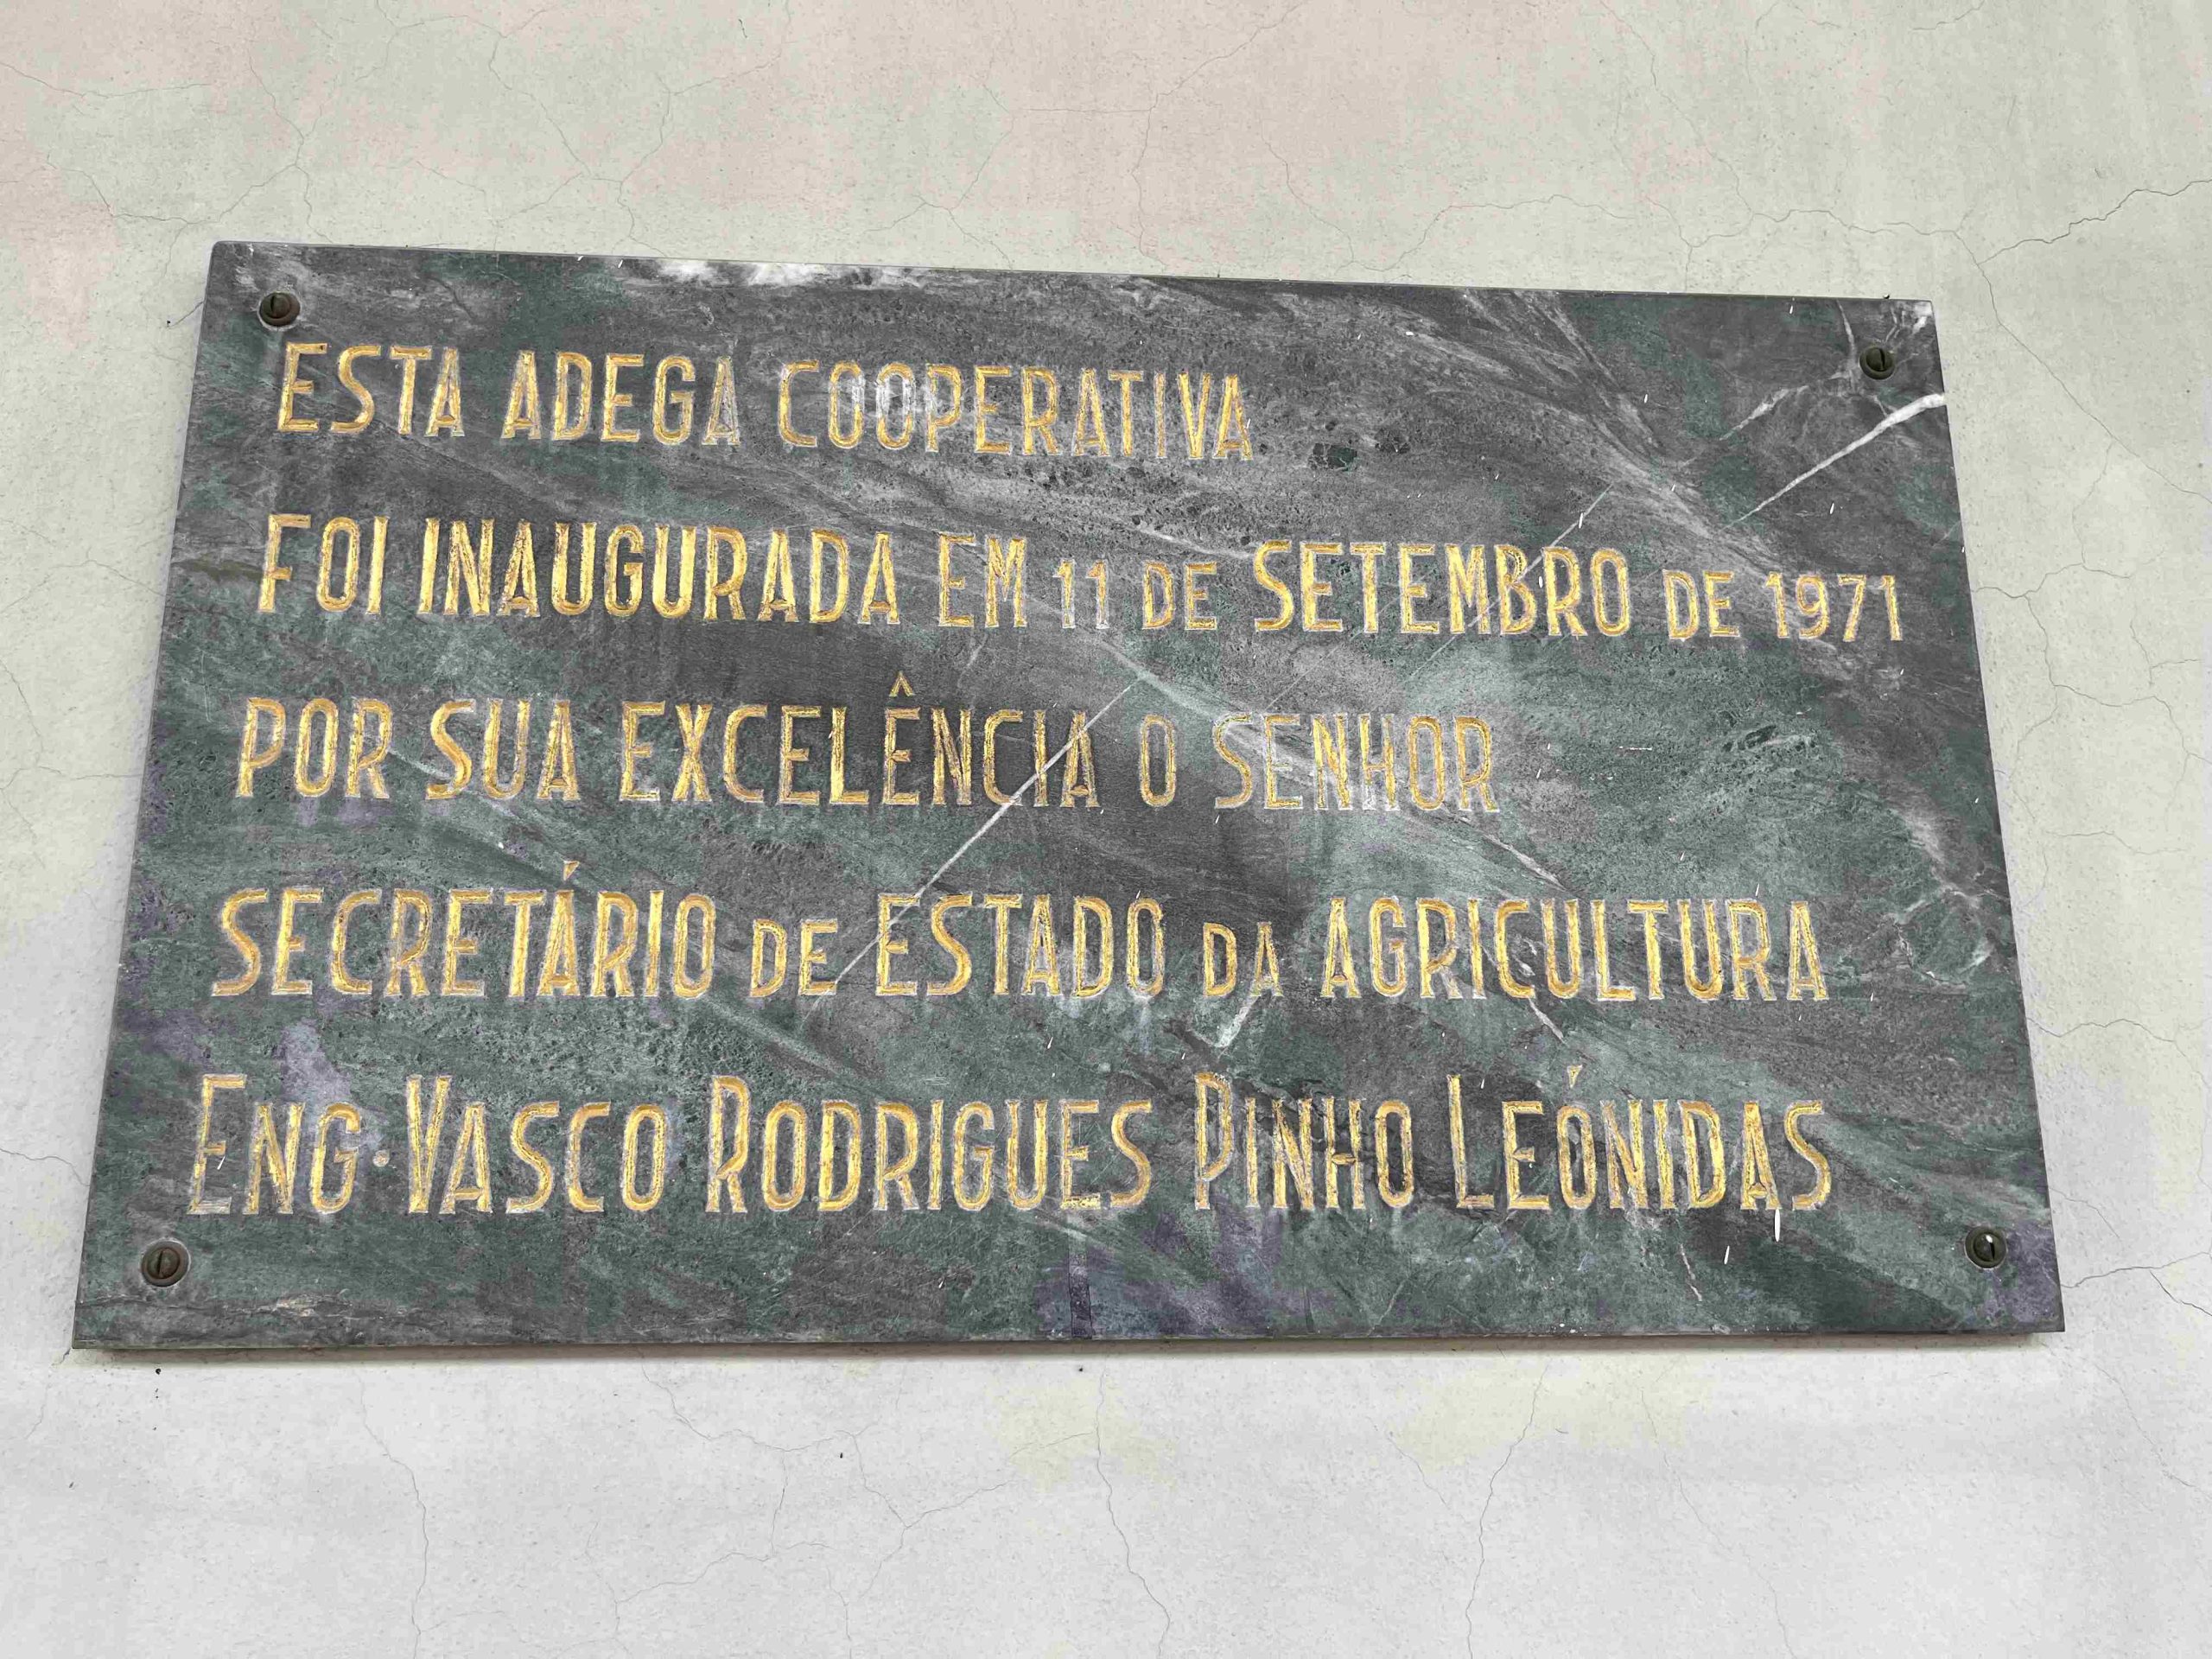 ESTA ADEGA COOPERATIVA
FOI INAUGURADA EM 11 DE SETEMBRO DE 1971
POR SUA EXCELÊNCIA O SENHOR
SECRETÁRIO DE ESTADO DA AGRICULTURA
ENG. VASCO RODRIGUES PINHO LEÓNIDAS